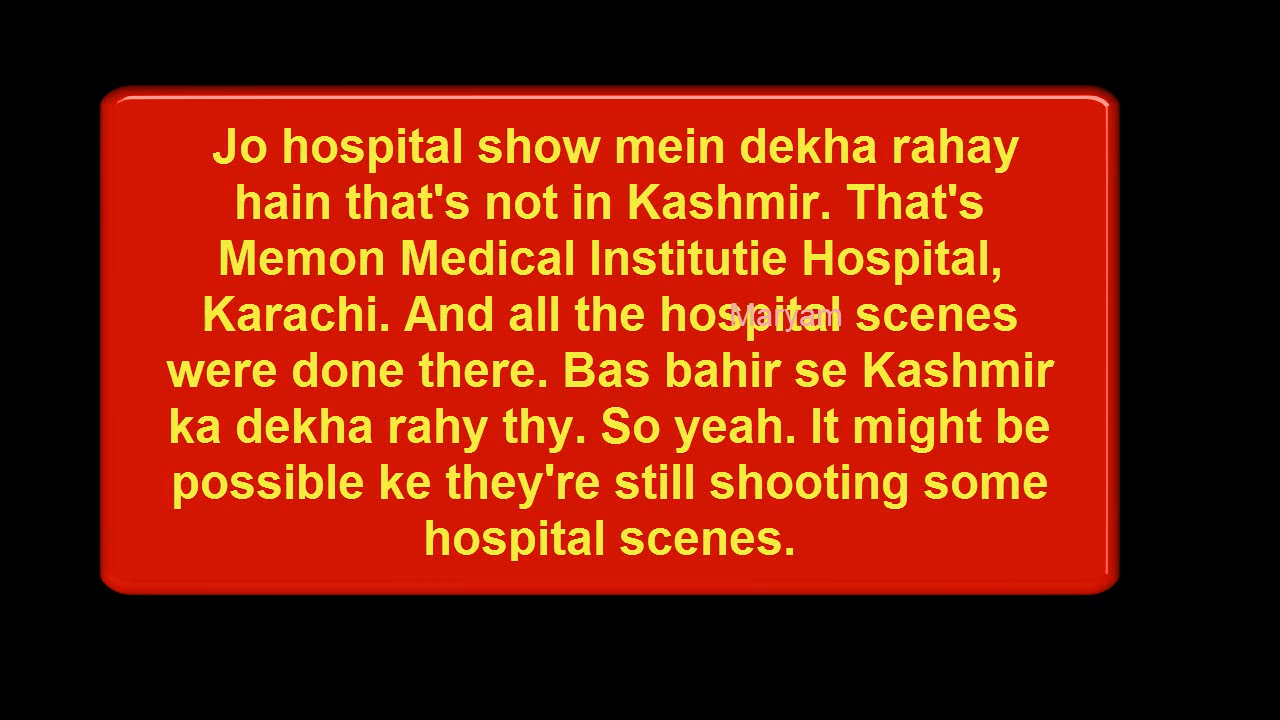 Jo hospital show mein dekha rahay
hain that's not in Kashmir. That's
Memon Medical Institutie Hospital,
Karachi. And all the hospital scenes
Maryam
were done there. Bas bahir se Kashmir
ka dekha rahy thy. So yeah. It might be
possible ke they're still shooting some
hospital scenes.